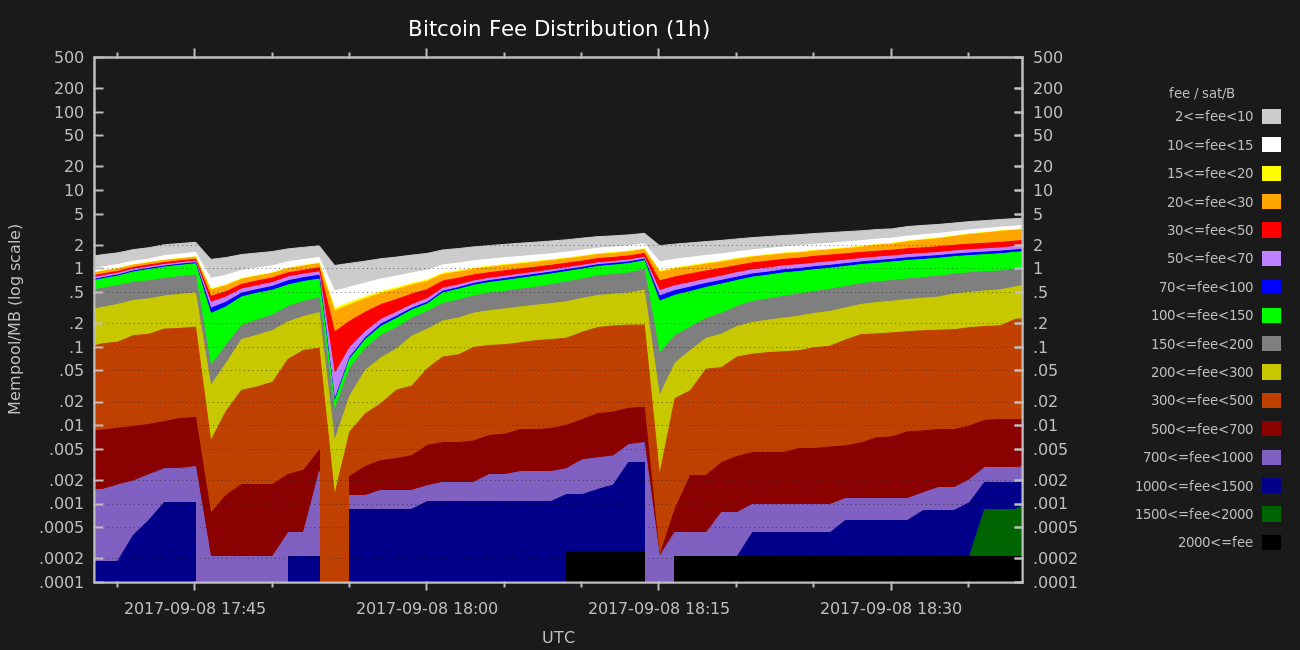 Bitcoin Fee Distribution (1h)
500 500
200 200
100 100
50 50
20 20
10 10
5 5
2 2
1 1
.5 .5
.2 .2
.1 .1
.05 .05
.02 .02
.01 .01
.005 .005
.002 .002
.001 .001
.0005 .0005
.0002 .0002
.0001 .0001
Mempool/MB (log scale)
2017-09-08 17:45 2017-09-08 18:00 2017-09-08 18:15 2017-09-08 18:30
UTC
fee / sat/B
2<=fee<10
10<=fee<15
15<=fee<20
20<=fee<30
30<=fee<50
50<=fee<70
70<=fee<100
100<=fee<150
150<=fee<200
200<=fee<300
300<=fee<500
500<=fee<700
700<=fee<1000
1000<=fee<1500
1500<=fee<2000
2000<=fee